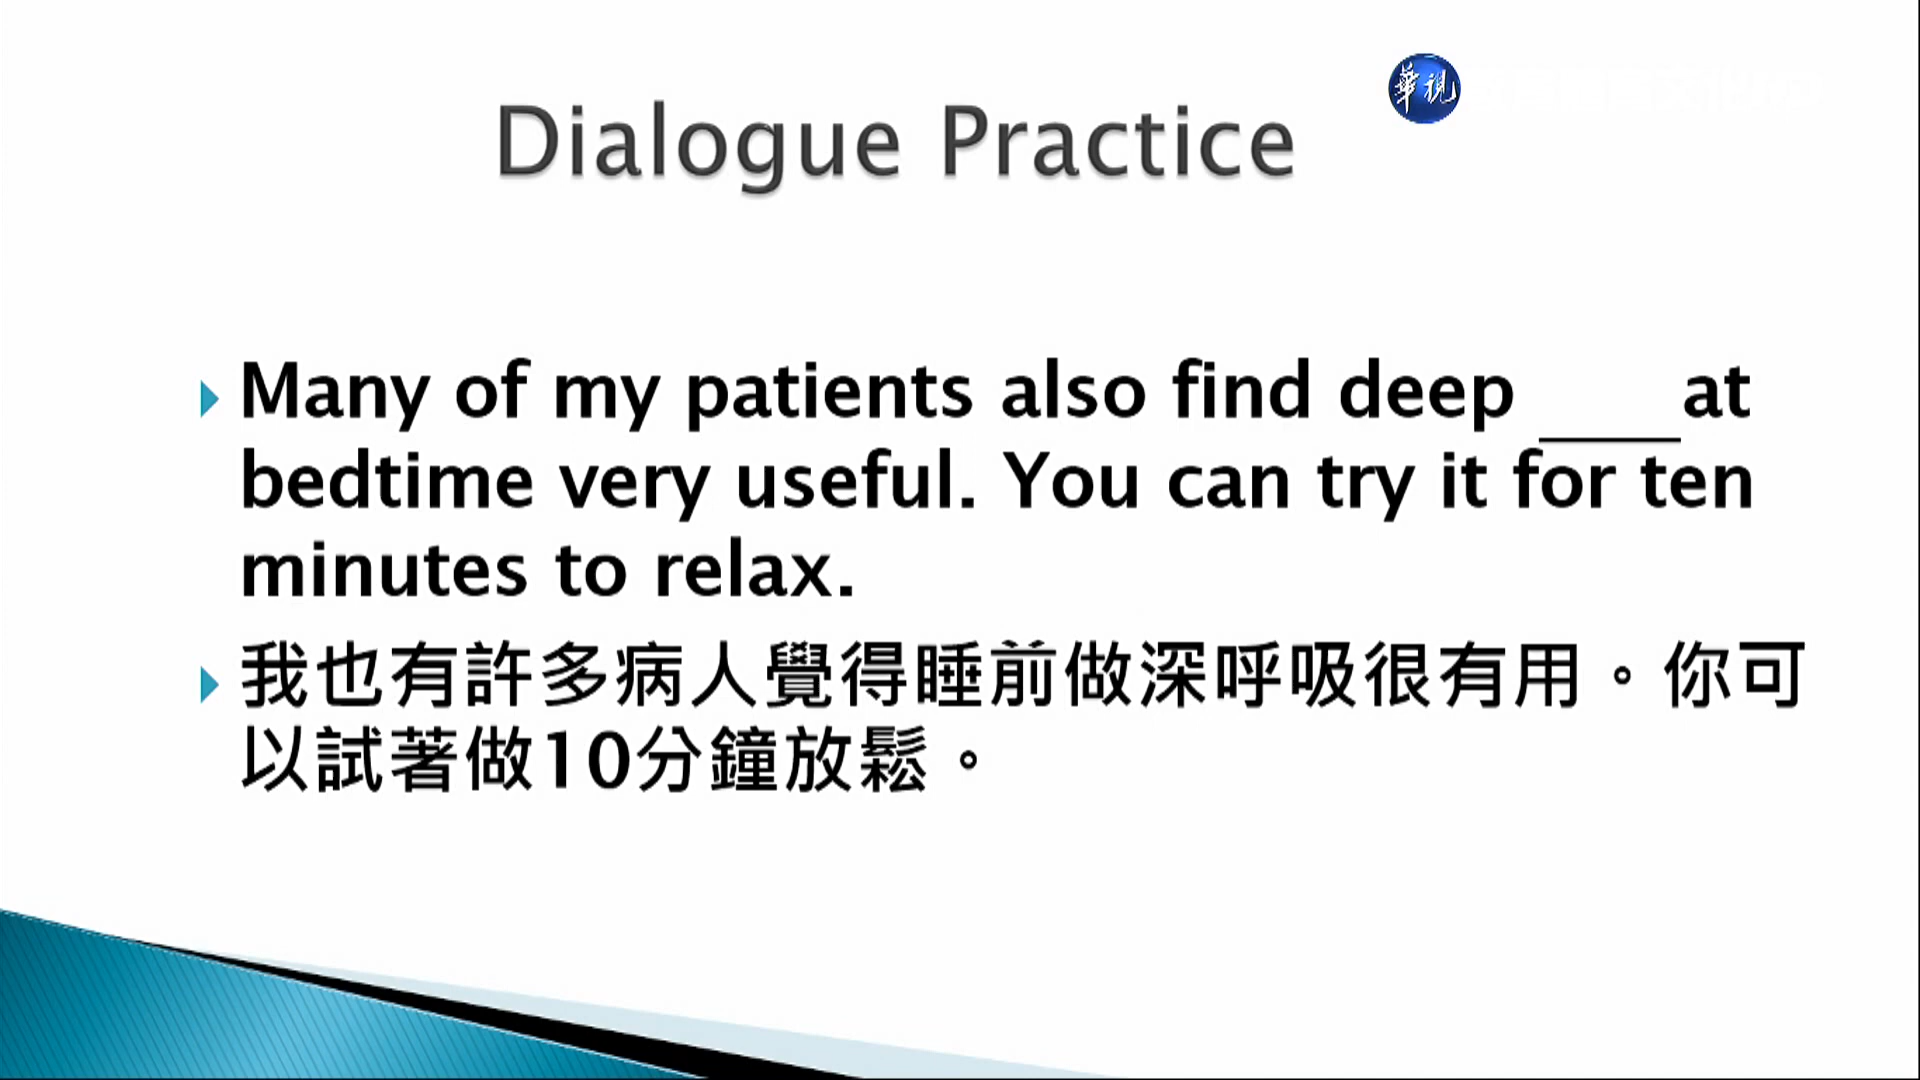 華視
Dialogue Practice
Many of my patients also find deep ____at
bedtime very useful. You can try it for ten
minutes to relax.
我也有許多病人覺得睡前做深呼吸很有用。你可
以試著做10分鐘放鬆。